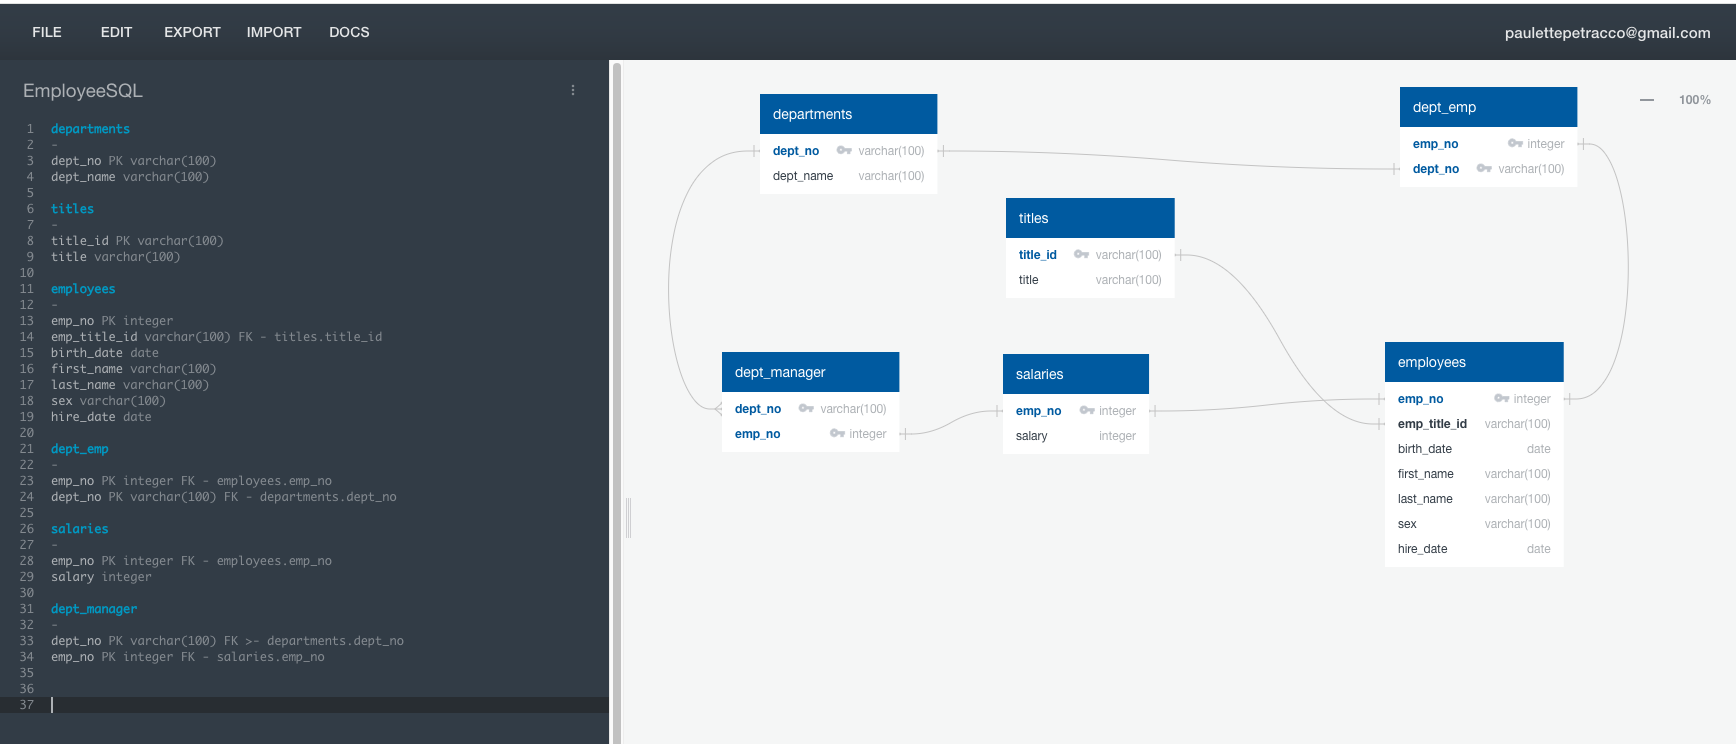 FILE EDIT EXPORT IMPORT DOCS paulettepetracco@gmail.com
EmployeeSQL
1 departments
2 -
3 dept_no PK varchar(100)
4 dept_name varchar(100)
5
6 titles
7 -
8 title_id PK varchar(100)
9 title varchar(100)
10
11 employees
12 -
13 emp_no PK integer
14 emp_title_id varchar(100) FK - titles.title_id
15 birth_date date
16 first_name varchar(100)
17 last_name varchar(100)
18 sex varchar(100)
19 hire_date date
20
21 dept_emp
22 -
23 emp_no PK integer FK - employees.emp_no
24 dept_no PK varchar(100) FK - departments.dept_no
25
26 salaries
27 -
28 emp_no PK integer FK - employees.emp_no
29 salary integer
30
31 dept_manager
32 -
33 dept_no PK varchar(100) FK >- departments.dept_no
34 emp_no PK integer FK - salaries.emp_no
35
36
37
departments
dept_no varchar(100)
dept_name varchar(100)
dept_emp
emp_no integer
dept_no varchar(100)
100%
titles
title_id varchar(100)
title varchar(100)
dept_manager
dept_no varchar(100)
emp_no integer
salaries
emp_no integer
salary integer
employees
emp_no integer
emp_title_id varchar(100)
birth_date date
first_name varchar(100)
last_name varchar(100)
sex varchar(100)
hire_date date